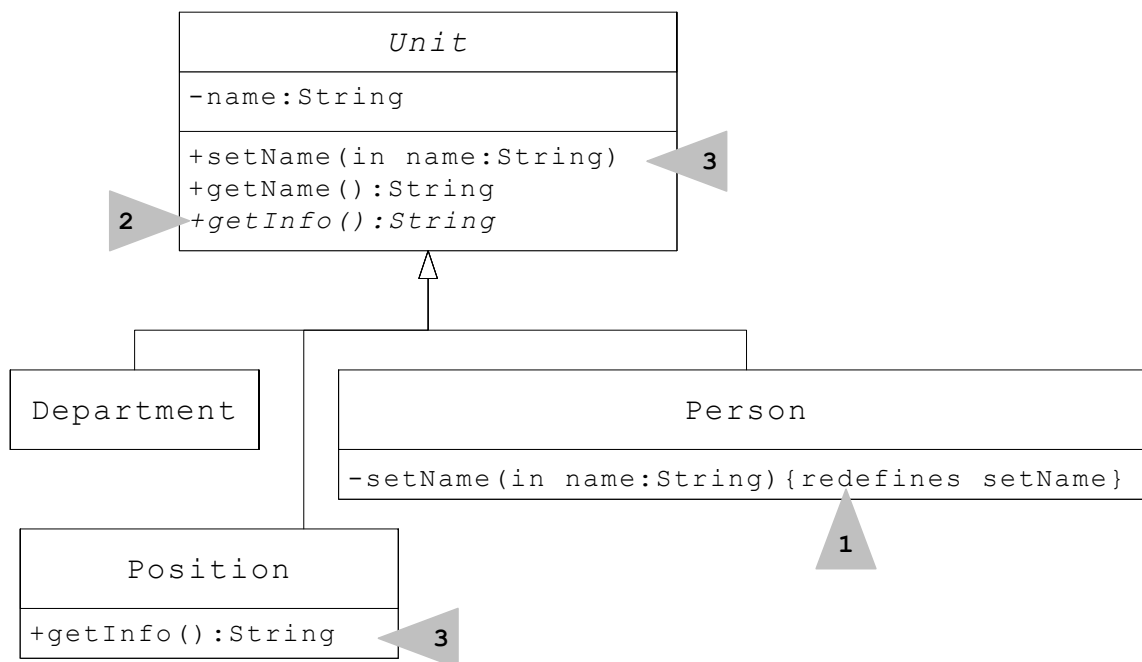 Unit
-name:String
+setName(in name:String)
3
+getName():String
2
+getInfo():String
Department
Person
-setName(in name:String){redefines setName}
1
Position
+getInfo():String
3